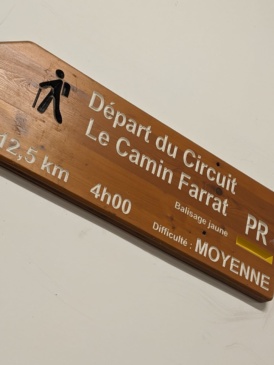 Départ du Circuit
Le Camin Farrat
12,5 km 4h00
Balisage jaune PR
Difficulté : MOYENNE